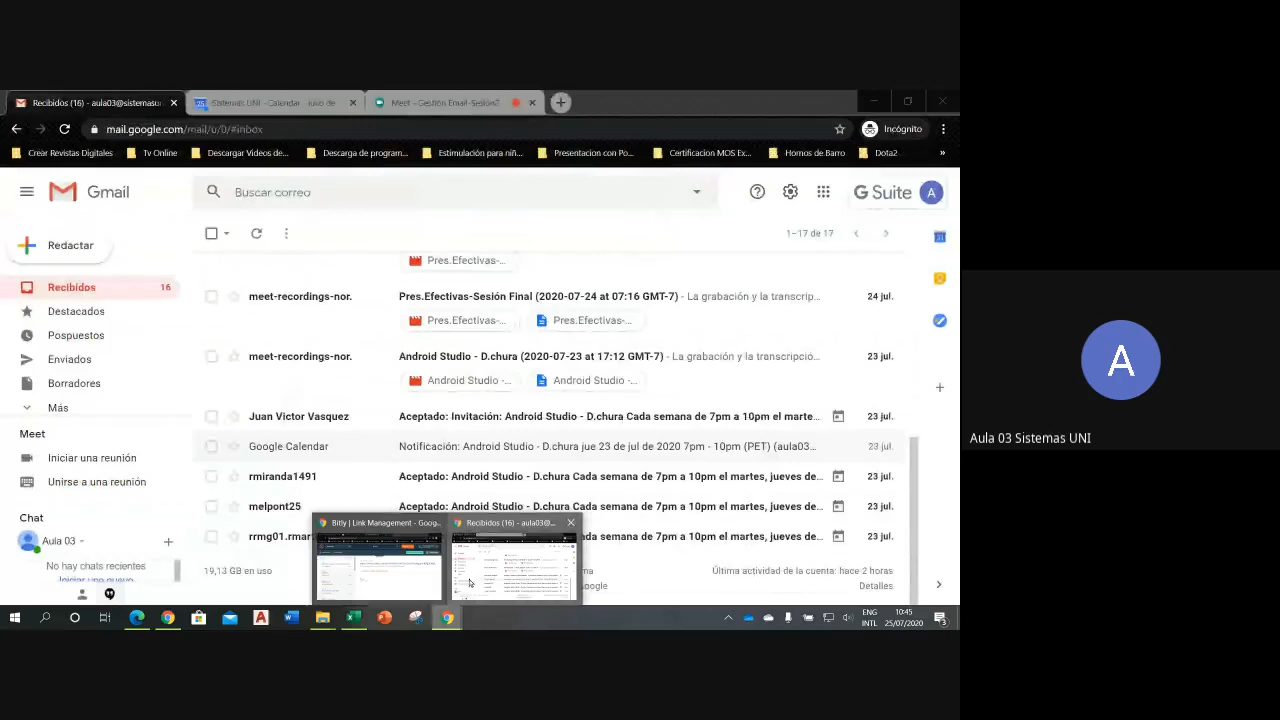 Recibidos (16) - aula03@sistemasu
Sistemas UNI - Calendar - julio de
Meet - Gestión Email-Sesión2
mail.google.com/mail/u/0/#inbox
Incógnito
Crear Revistas Digitales
Tv Online
Descargar Videos de...
Descarga de program...
Estimulación para niñ...
Presentacion con Po...
Certificacion MOS Ex...
Hornos de Barro
Dota2
»
Gmail
Buscar correo
G Suite
A
Redactar
1–17 de 17
Recibidos 16
Destacados
Pospuestos
Enviados
Borradores
Más
Meet
Iniciar una reunión
Unirse a una reunión
Chat
Aula 03
No hay chats recientes
Iniciar uno nuevo
Pres.Efectivas-...
meet-recordings-nor. Pres.Efectivas-Sesión Final (2020-07-24 at 07:16 GMT-7) - La grabación y la transcrip... 24 jul.
Pres.Efectivas-... Pres.Efectivas-...
meet-recordings-nor. Android Studio - D.chura (2020-07-23 at 17:12 GMT-7) - La grabación y la transcripcio... 23 jul.
Android Studio -... Android Studio -...
Juan Victor Vasquez Aceptado: Invitación: Android Studio - D.chura Cada semana de 7pm a 10pm el marte... 23 jul.
Google Calendar Notificación: Android Studio - D.chura jue 23 de jul de 2020 7pm - 10pm (PET) (aula03... 23 jul.
rmiranda1491 Aceptado: Android Studio - D.chura Cada semana de 7pm a 10pm el martes, jueves de... 23 jul.
melpont25 Aceptado: Android Studio - D.chura Cada semana de 7pm a 10pm el martes, jueves de... 23 jul.
rrmg01.rmar 
cada semana de 7pm a 10pm el martes, jueves de... 23 jul.
19,13 GB en uso
Última actividad de la cuenta: hace 2 horas
Detalles
Bitly | Link Management - Goog...
Recibidos (16) - aula03@...
ENG
INTL
10:45
25/07/2020
A
Aula 03 Sistemas UNI